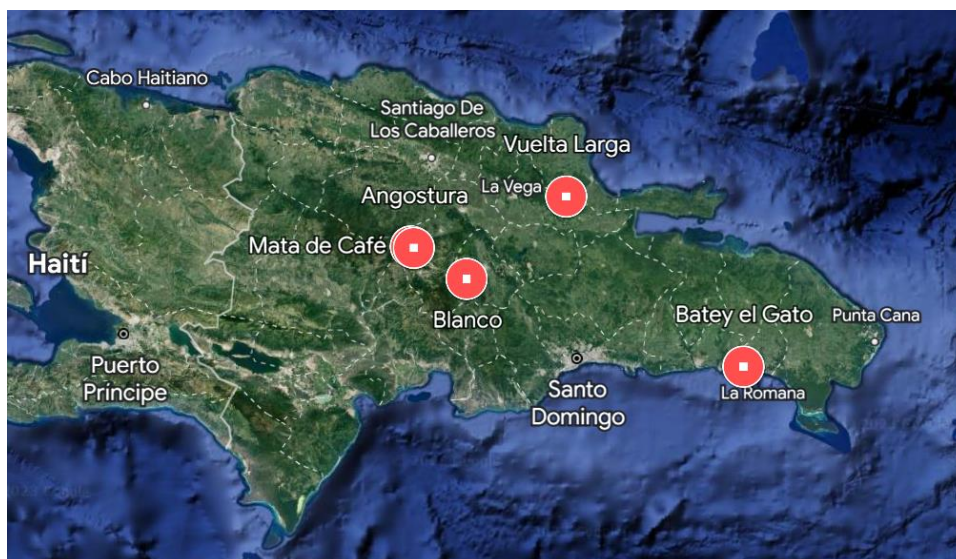 Cabo Haitiano
Santiago De
Los Caballeros
Vuelta Larga
La Vega
Angostura
Mata de Café
Haití
Blanco
Batey el Gato
Punta Cana
Puerto
Príncipe
Santo
Domingo
La Romana